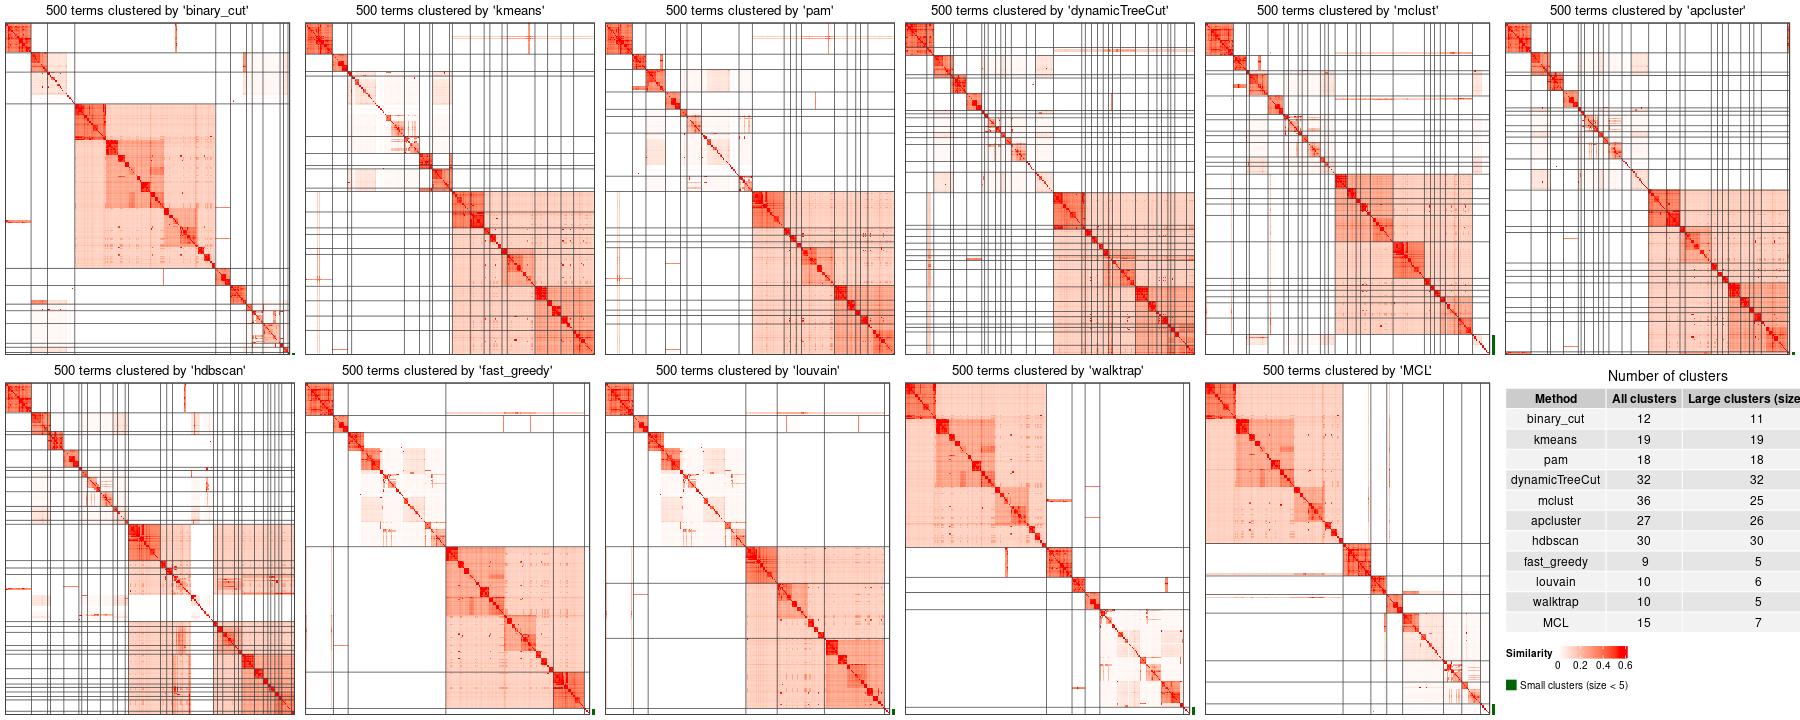 500 terms clustered by 'binary_cut'
500 terms clustered by 'kmeans'
500 terms clustered by 'pam'
500 terms clustered by 'dynamicTreeCut'
500 terms clustered by 'mclust'
500 terms clustered by 'apcluster'
500 terms clustered by 'hdbscan'
500 terms clustered by 'fast_greedy'
500 terms clustered by 'louvain'
500 terms clustered by 'walktrap'
500 terms clustered by 'MCL'
Number of clusters
Method All clusters Large clusters (size
binary_cut 12 11
kmeans 19 19
pam 18 18
dynamicTreeCut 32 32
mclust 36 25
apcluster 27 26
hdbscan 30 30
fast_greedy 9 5
louvain 10 6
walktrap 10 5
MCL 15 7
Similarity
0 0.2 0.4 0.6
Small clusters (size < 5)